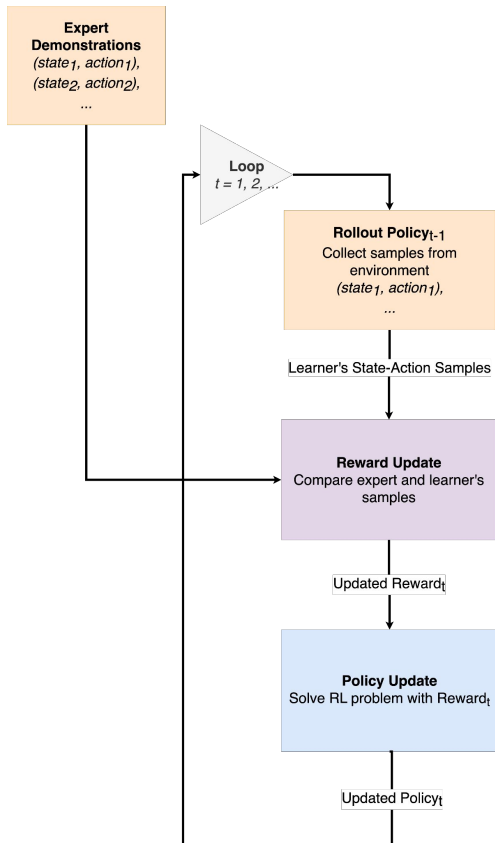 Expert
Demonstrations
(state1, action1),
(state2, action2),
...
Loop
t = 1, 2, ...
Rollout Policyt-1
Collect samples from
environment
(state1, action1),
...
Learner's State-Action Samples
Reward Update
Compare expert and learner's
samples
Updated Rewardt
Policy Update
Solve RL problem with Rewardt
Updated Policyt